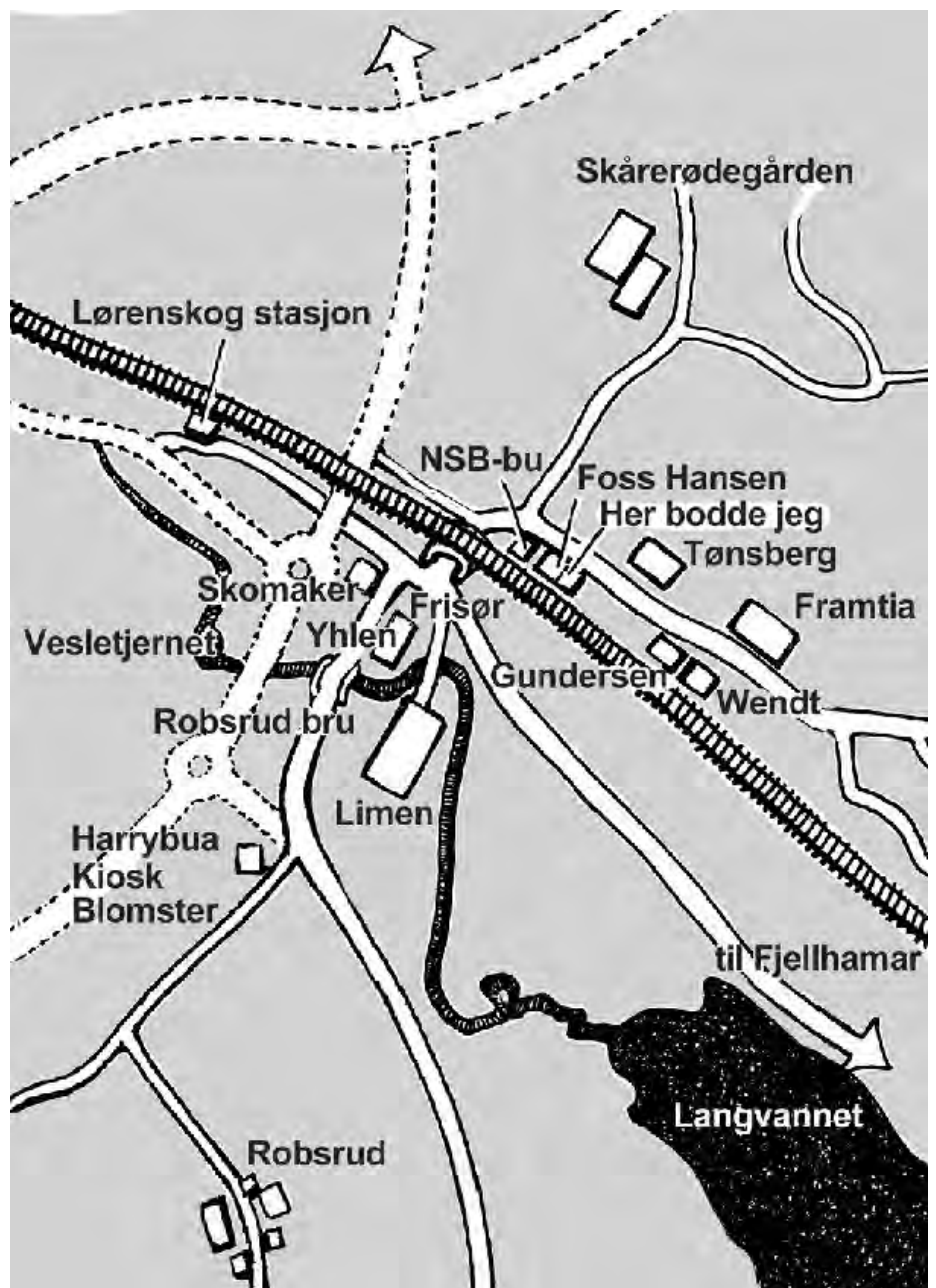 Skårerødegården
Lørenskog stasjon
NSB-bu
Foss Hansen
Her bodde jeg
Tønsberg
Skomaker
Frisør
Framtia
Vesletjernet
Yhlen
Gundersen
Wendt
Robsrud bru
Limen
Harrybua
Kiosk
Blomster
til Fjellhamar
Langvannet
Robsrud